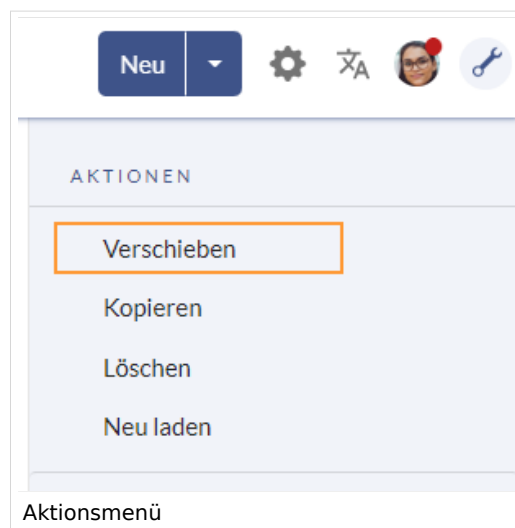 Neu
AKTIONEN
Verschieben
Kopieren
Löschen
Neu laden
Aktionsmenü